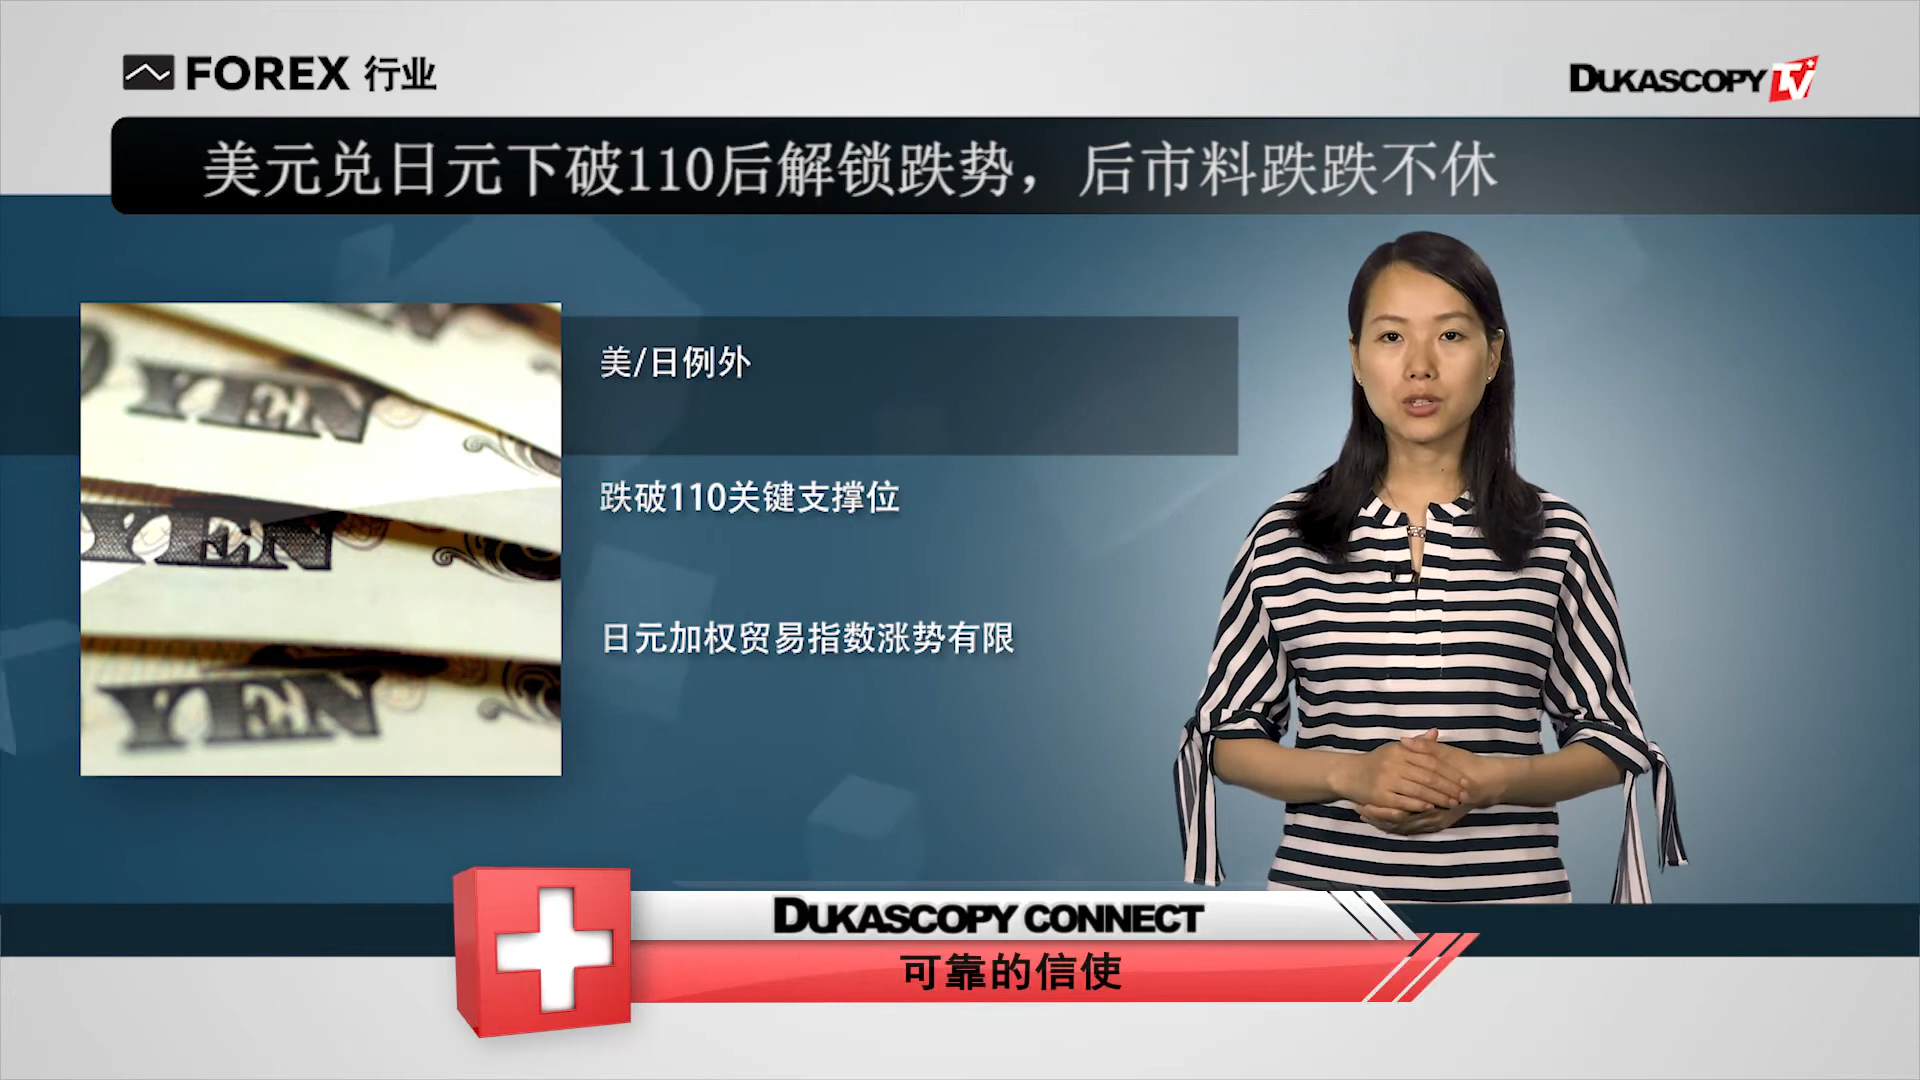 FOREX 行业
DUKASCOPY TV
美元兑日元下破110后解锁跌势，后市料跌跌不休
美/日例外
跌破110关键支撑位
日元加权贸易指数涨势有限
YEN
YEN
YEN
DUKASCOPY CONNECT
可靠的信使